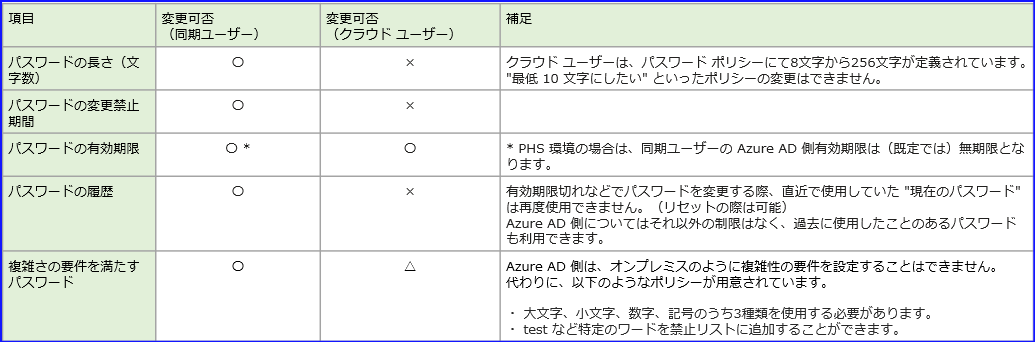 項目
変更可否
（同期ユーザー）
変更可否
（クラウド ユーザー）
補足
パスワードの長さ（文
字数）
〇
×
クラウド ユーザーは、パスワード ポリシーにて8文字から256文字が定義されています。
"最低 10 文字にしたい" といったポリシーの変更はできません。
パスワードの変更禁止
期間
〇
×
パスワードの有効期限
〇 *
〇
* PHS 環境の場合は、同期ユーザーの Azure AD 側有効期限は（既定では）無期限とな
ります。
パスワードの履歴
〇
×
有効期限切れなどでパスワードを変更する際、直近で使用していた "現在のパスワード"
は再度使用できません。（リセットの際は可能）
Azure AD 側についてはそれ以外の制限はなく、過去に使用したことのあるパスワード
も利用できます。
複雑さの要件を満たす
パスワード
〇
△
Azure AD 側は、オンプレミスのように複雑性の要件を設定することはできません。
代わりに、以下のようなポリシーが用意されています。
・ 大文字、小文字、数字、記号のうち3種類を使用する必要があります。
・ test など特定のワードを禁止リストに追加することができます。